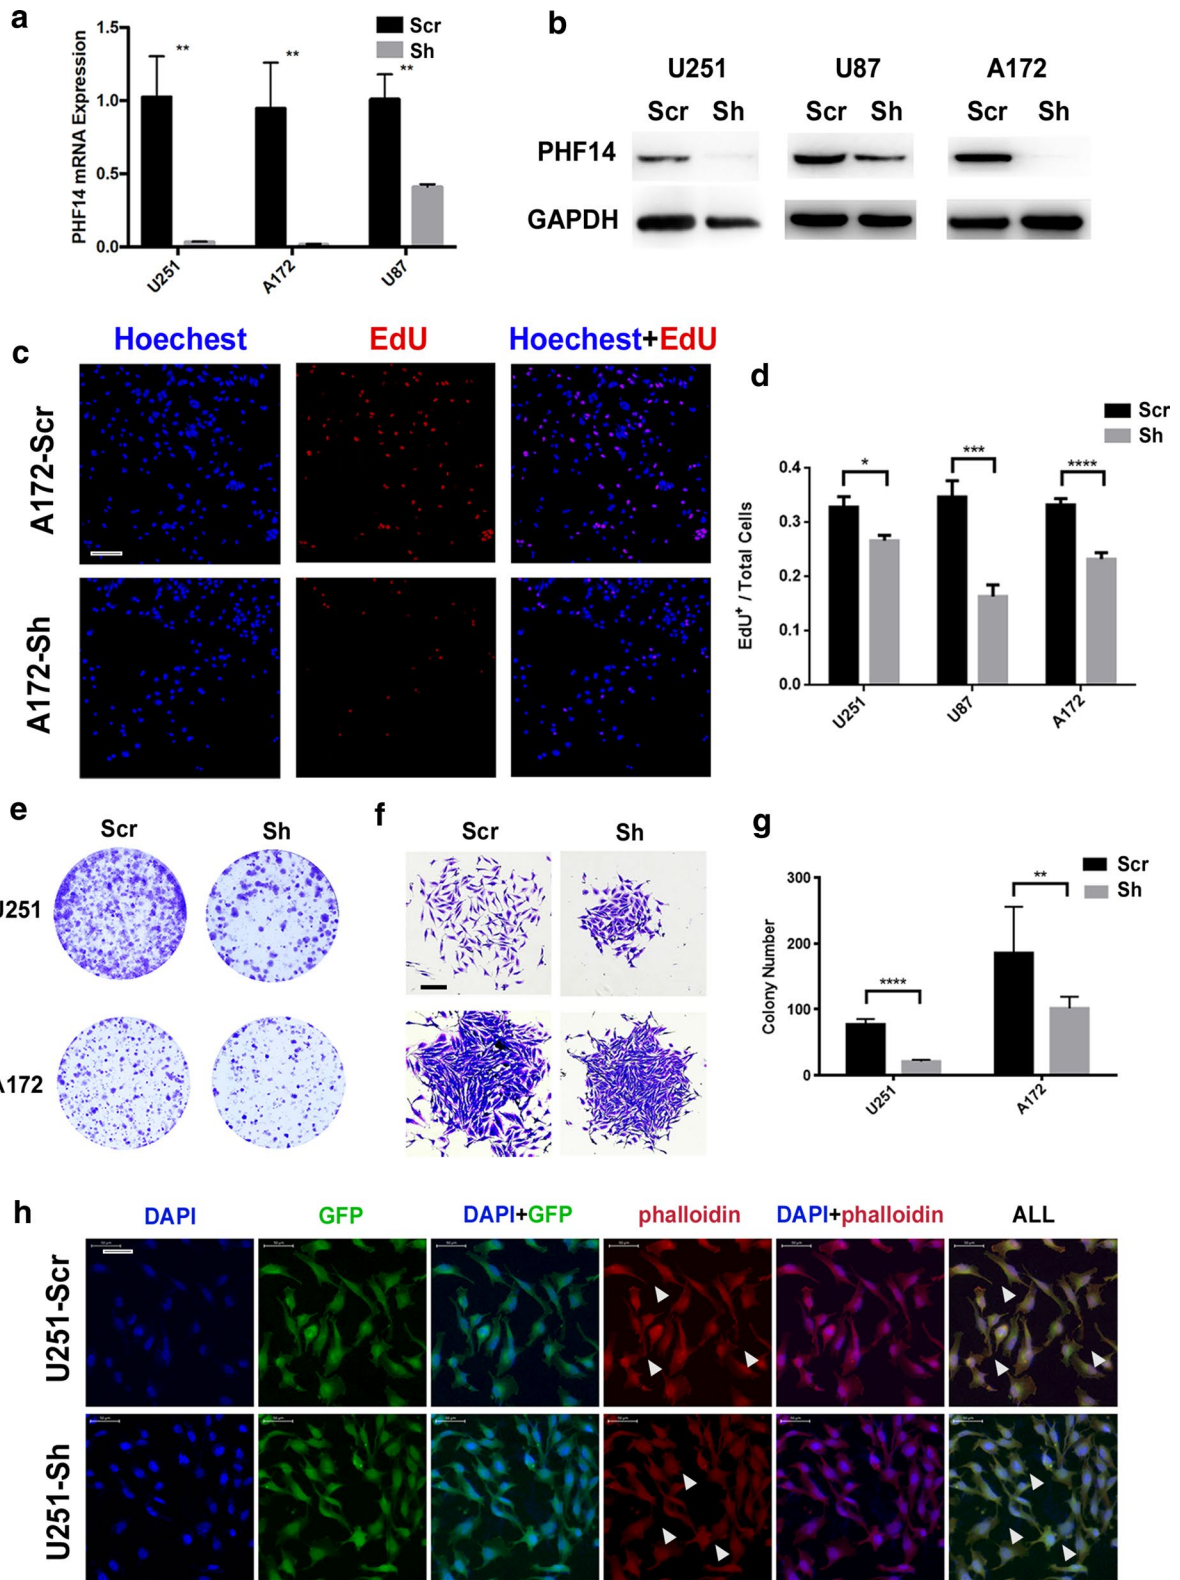 a
PHF14 mRNA Expression
1.5
1.0
0.5
0.0
**
**
**
Scr
Sh
U251
A172
U87
b
U251 U87 A172
Scr Sh Scr Sh Scr Sh
PHF14
GAPDH
c
Hoechest EdU Hoechest+EdU
A172-Scr
A172-Sh
d
Scr
Sh
EdU+ / Total Cells
0.4
0.3
0.2
0.1
0.0
*
***
****
U251
U87
A172
e
Scr Sh
U251
A172
f
Scr Sh
g
Scr
Sh
Colony Number
300
200
100
0
****
**
U251
A172
h
DAPI GFP DAPI+GFP phalloidin DAPI+phalloidin ALL
U251-Scr
U251-Sh